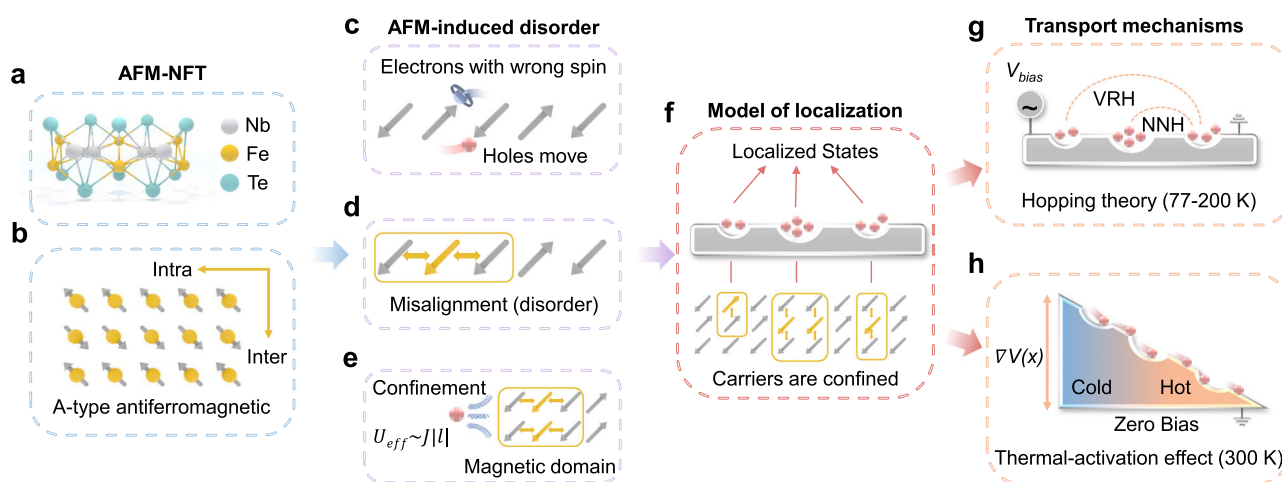 a
AFM-NFT
Nb
Fe
Te
b
Intra
Inter
A-type antiferromagnetic
c
AFM-induced disorder
Electrons with wrong spin
Holes move
d
Misalignment (disorder)
e
Confinement
U_eff~J|l|
Magnetic domain
f
Model of localization
Localized States
Carriers are confined
Transport mechanisms
g
V_bias
~
VRH
NNH
Hopping theory (77-200 K)
h
∇V(x)
Cold
Hot
Zero Bias
Thermal-activation effect (300 K)